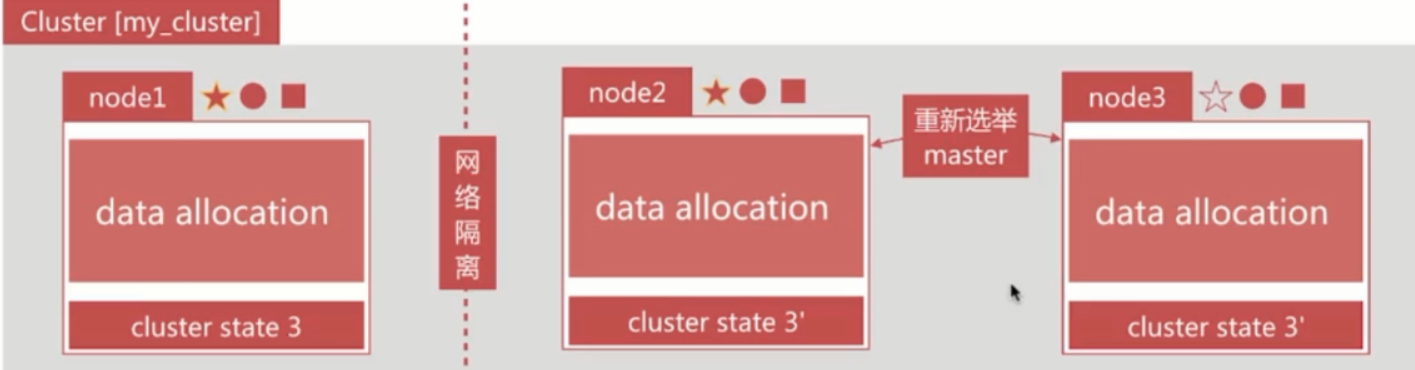 Cluster [my_cluster]
node1
data allocation
cluster state 3
网络隔离
node2
data allocation
cluster state 3'
重新选举
master
node3
data allocation
cluster state 3'